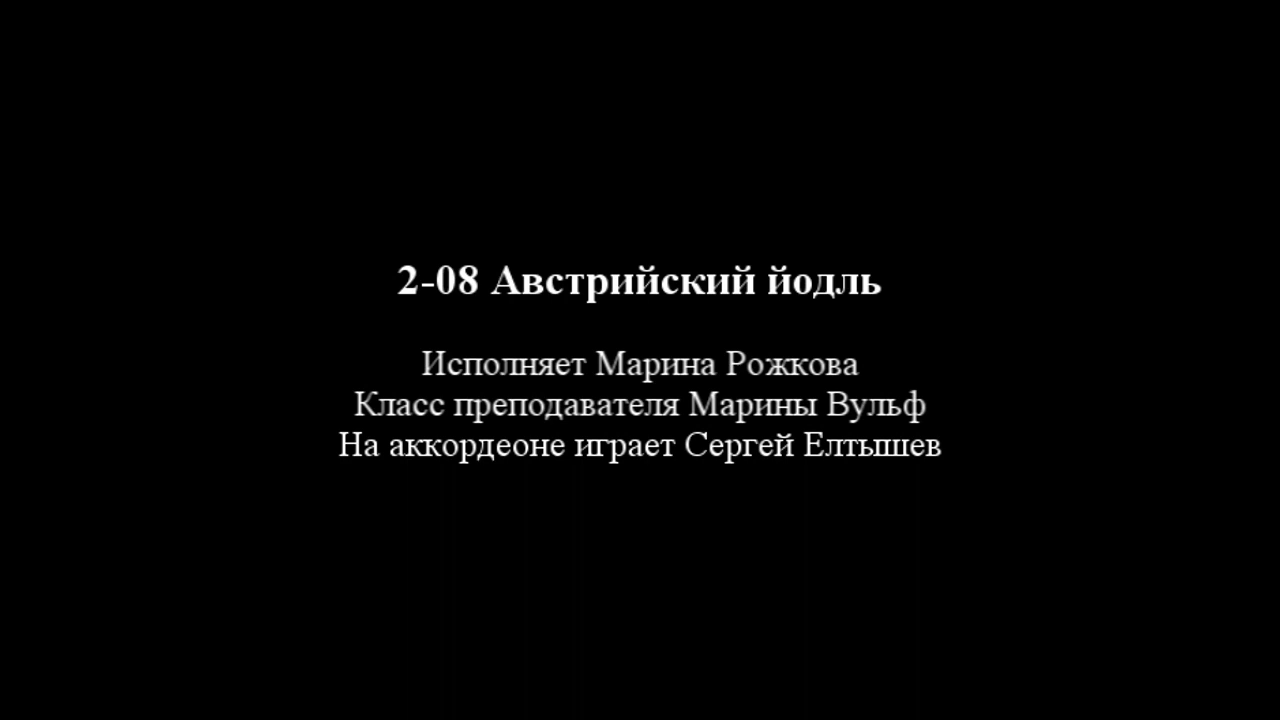 2-08 Австрийский йодль
Исполняет Марина Рожкова
Класс преподавателя Марины Вульф
На аккордеоне играет Сергей Елтышев